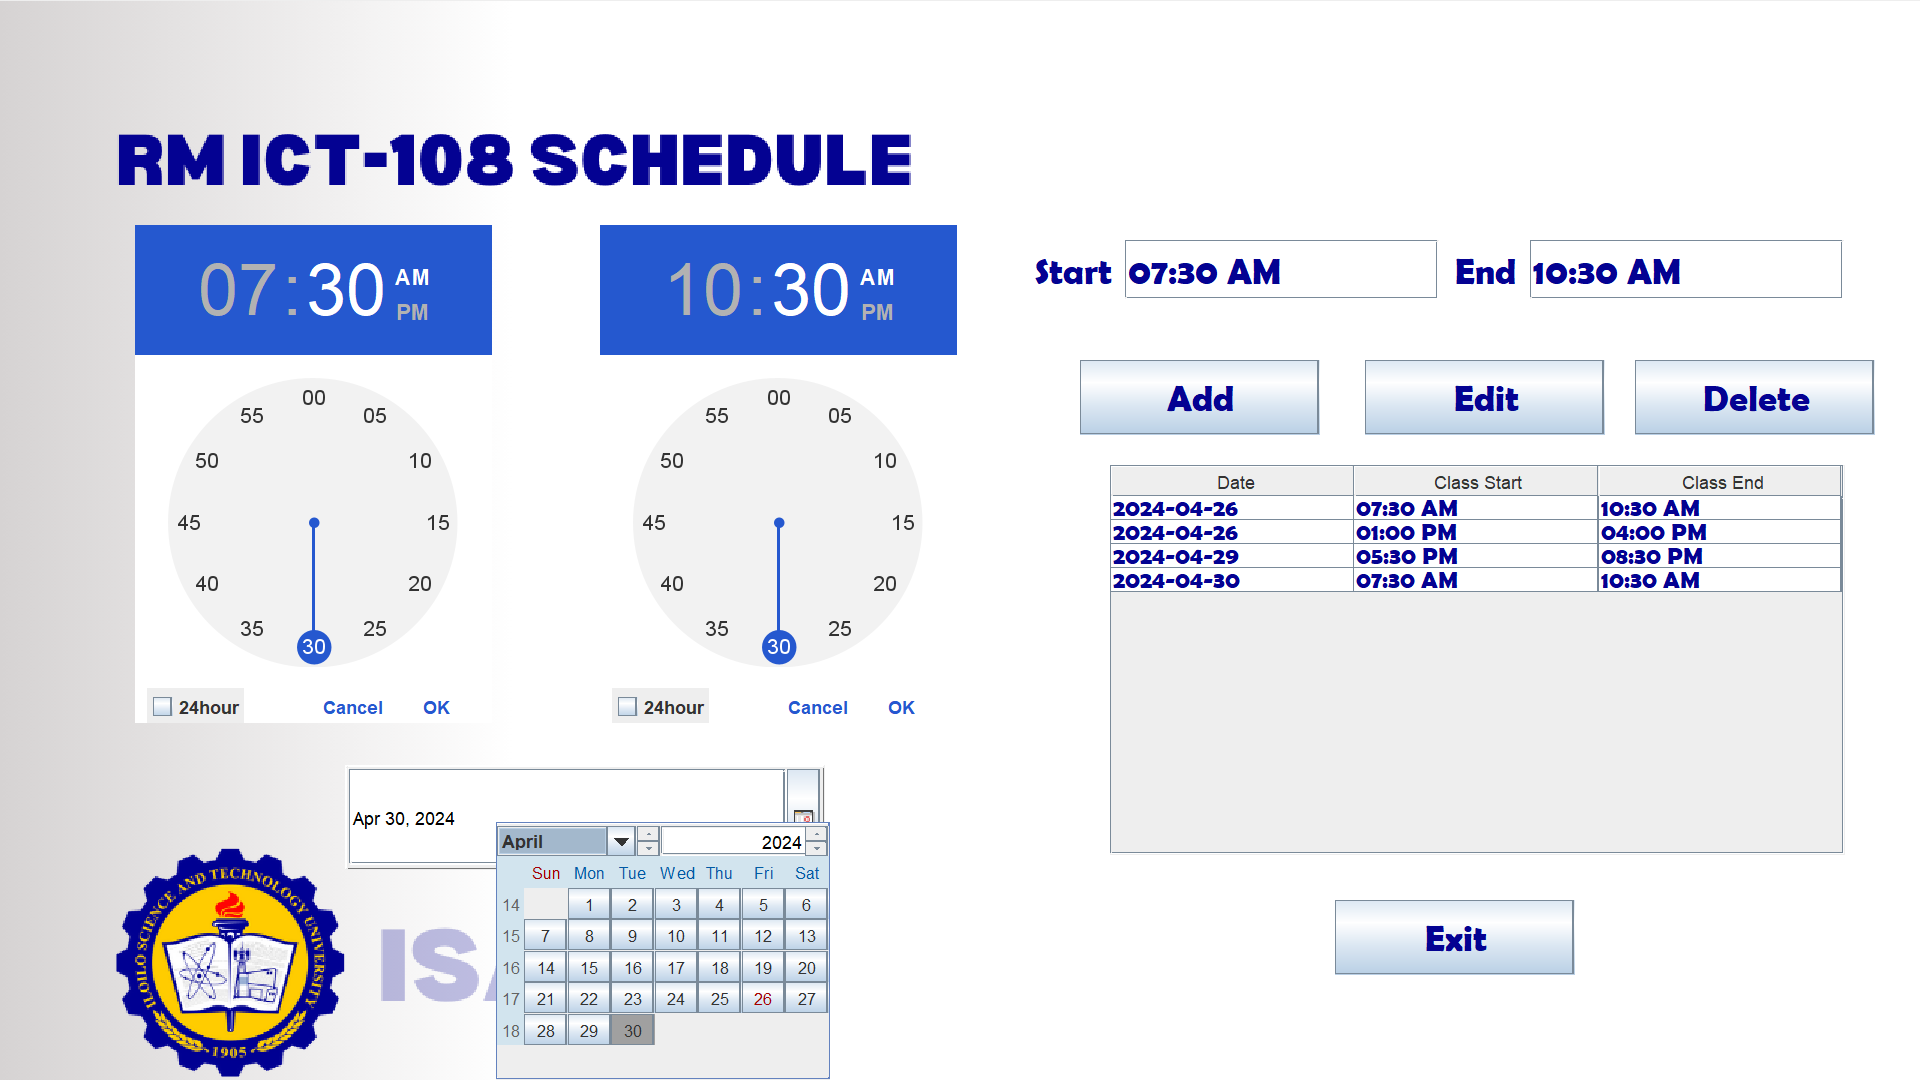 RM ICT-108 SCHEDULE
07:30 AM PM
10:30 AM PM
Start 07:30 AM End 10:30 AM
Add Edit Delete
00
05
10
15
20
25
30
35
40
45
50
55
24hour Cancel OK
00
05
10
15
20
25
30
35
40
45
50
55
24hour Cancel OK
Date Class Start Class End
2024-04-26 07:30 AM 10:30 AM
2024-04-26 01:00 PM 04:00 PM
2024-04-29 05:30 PM 08:30 PM
2024-04-30 07:30 AM 10:30 AM
Apr 30, 2024
April 2024
Sun Mon Tue Wed Thu Fri Sat
14 1 2 3 4 5 6
15 7 8 9 10 11 12 13
16 14 15 16 17 18 19 20
17 21 22 23 24 25 26 27
18 28 29 30
Exit
ILOILO SCIENCE AND TECHNOLOGY UNIVERSITY
1905